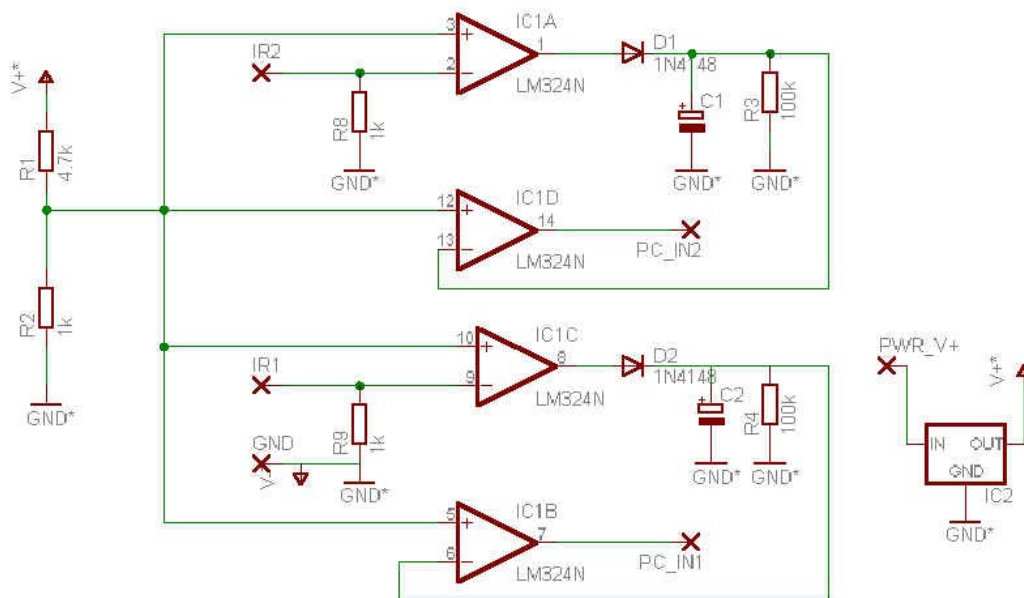 V+*
R1
4.7k
R2
1k
GND*
IR2
R8
1k
GND*
3
2
+
−
1
IC1A
LM324N
D1
1N4148
+
C1
GND*
R3
100k
GND*
12
13
+
−
14
IC1D
LM324N
PC_IN2
IR1
R9
1k
GND
V-*
GND*
10
9
+
−
8
IC1C
LM324N
D2
1N4148
+
C2
GND*
R4
100k
GND*
5
6
+
−
7
IC1B
LM324N
PC_IN1
PWR_V+
V+*
IN
OUT
GND
IC2
GND*